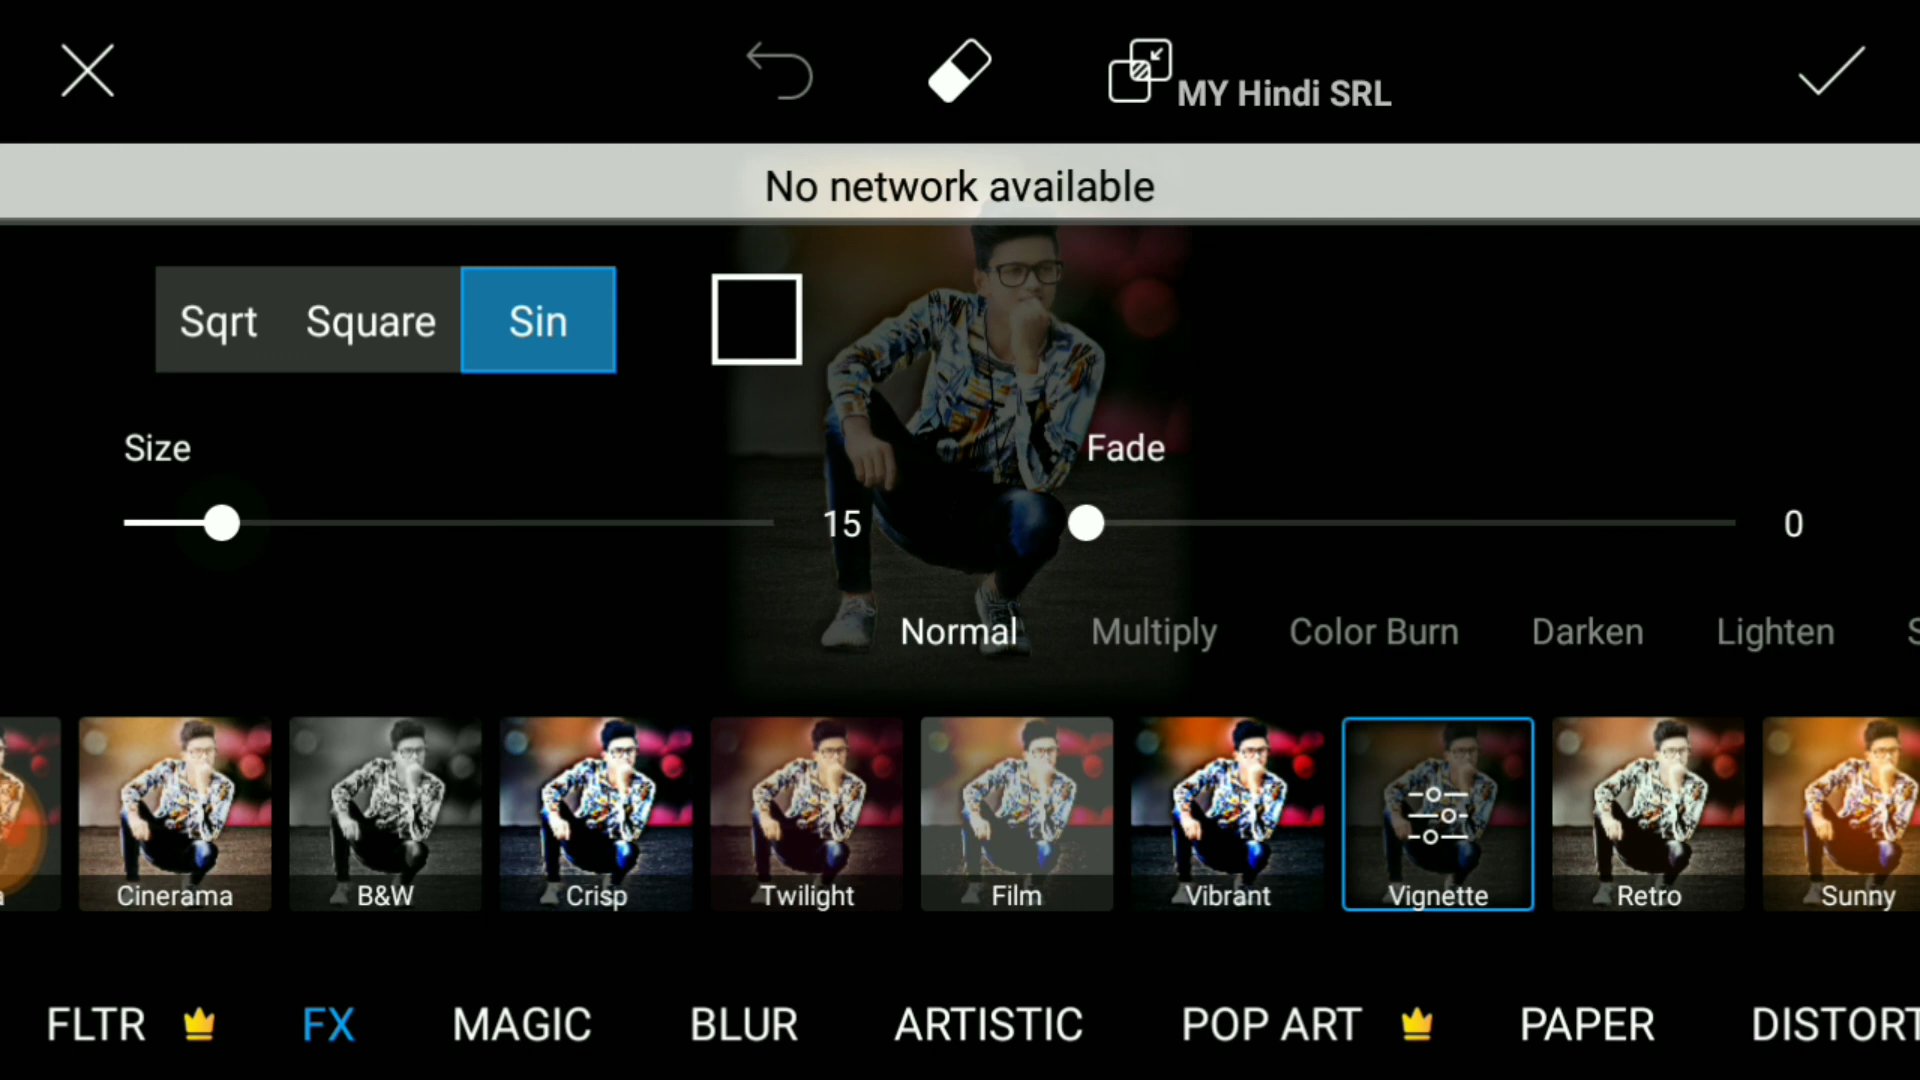 MY Hindi SRL
No network available
Sqrt Square Sin
Size
Fade
15
0
Normal Multiply Color Burn Darken Lighten
Cinerama B&W Crisp Twilight Film Vibrant Vignette Retro Sunny
FLTR FX MAGIC BLUR ARTISTIC POP ART PAPER DISTORT